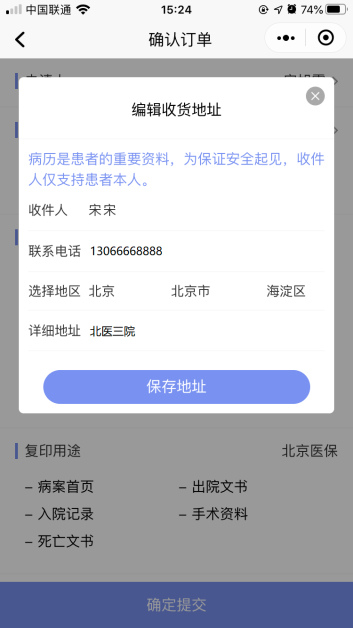 中国联通 15:24 74%
确认订单
编辑收货地址
病历是患者的重要资料，为保证安全起见，收件
人仅支持患者本人。
收件人 宋宋
联系电话 13066668888
选择地区 北京 北京市 海淀区
详细地址 北医三院
保存地址
复印用途 北京医保
– 病案首页 – 出院文书
– 入院记录 – 手术资料
– 死亡文书
确定提交